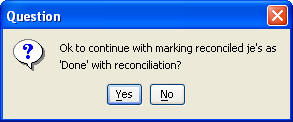 Question
Ok to continue with marking reconciled je's as
'Done' with reconciliation?
Yes No